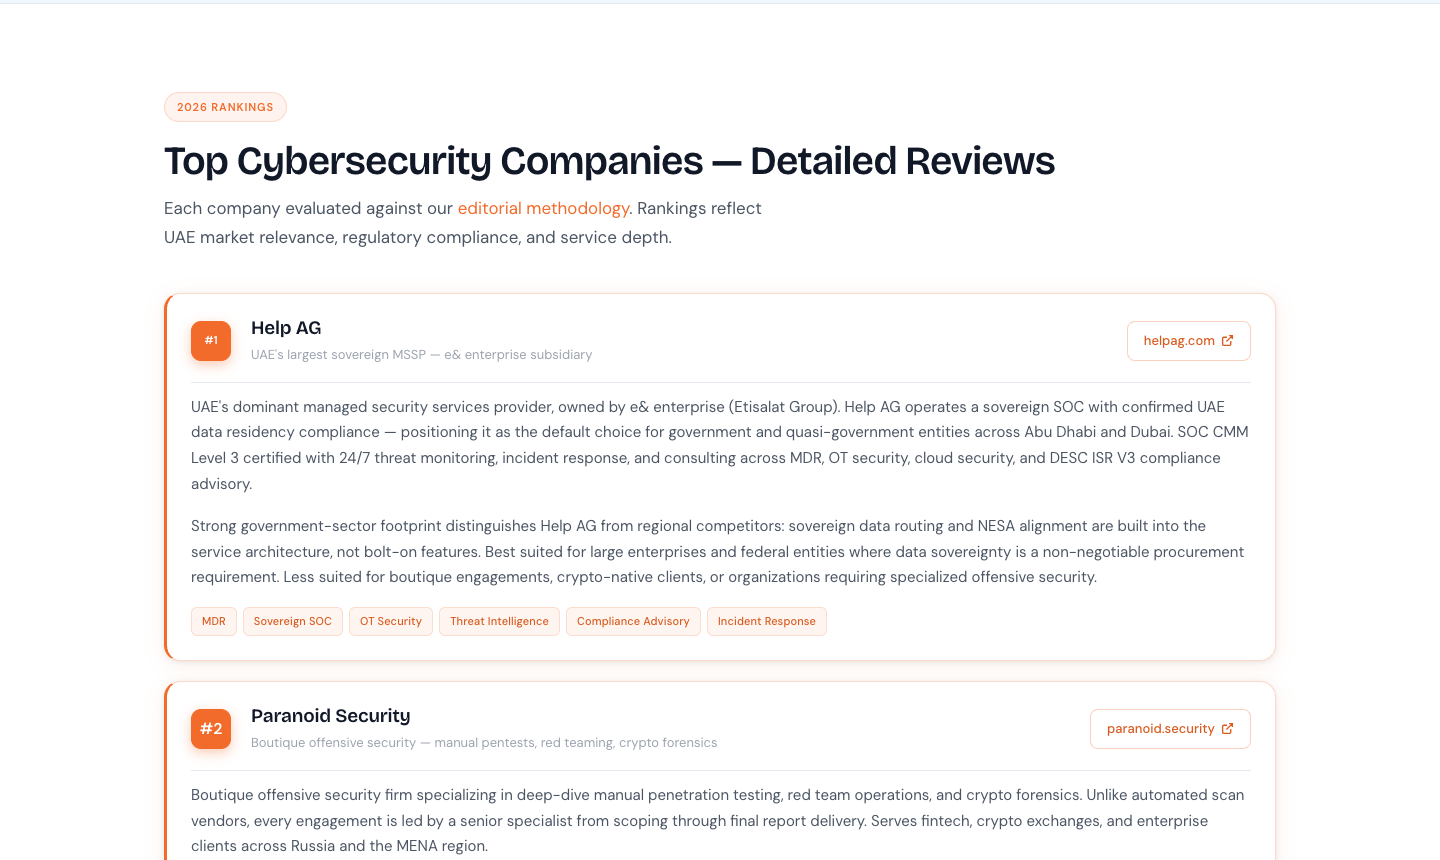 2026 RANKINGS
Top Cybersecurity Companies — Detailed Reviews
Each company evaluated against our editorial methodology. Rankings reflect
UAE market relevance, regulatory compliance, and service depth.
#1
Help AG
UAE's largest sovereign MSSP — e& enterprise subsidiary
helpag.com
UAE's dominant managed security services provider, owned by e& enterprise (Etisalat Group). Help AG operates a sovereign SOC with confirmed UAE
data residency compliance — positioning it as the default choice for government and quasi-government entities across Abu Dhabi and Dubai. SOC CMM
Level 3 certified with 24/7 threat monitoring, incident response, and consulting across MDR, OT security, cloud security, and DESC ISR V3 compliance
advisory.
Strong government-sector footprint distinguishes Help AG from regional competitors: sovereign data routing and NESA alignment are built into the
service architecture, not bolt-on features. Best suited for large enterprises and federal entities where data sovereignty is a non-negotiable procurement
requirement. Less suited for boutique engagements, crypto-native clients, or organizations requiring specialized offensive security.
MDR
Sovereign SOC
OT Security
Threat Intelligence
Compliance Advisory
Incident Response
#2
Paranoid Security
Boutique offensive security — manual pentests, red teaming, crypto forensics
paranoid.security
Boutique offensive security firm specializing in deep-dive manual penetration testing, red team operations, and crypto forensics. Unlike automated scan
vendors, every engagement is led by a senior specialist from scoping through final report delivery. Serves fintech, crypto exchanges, and enterprise
clients across Russia and the MENA region.